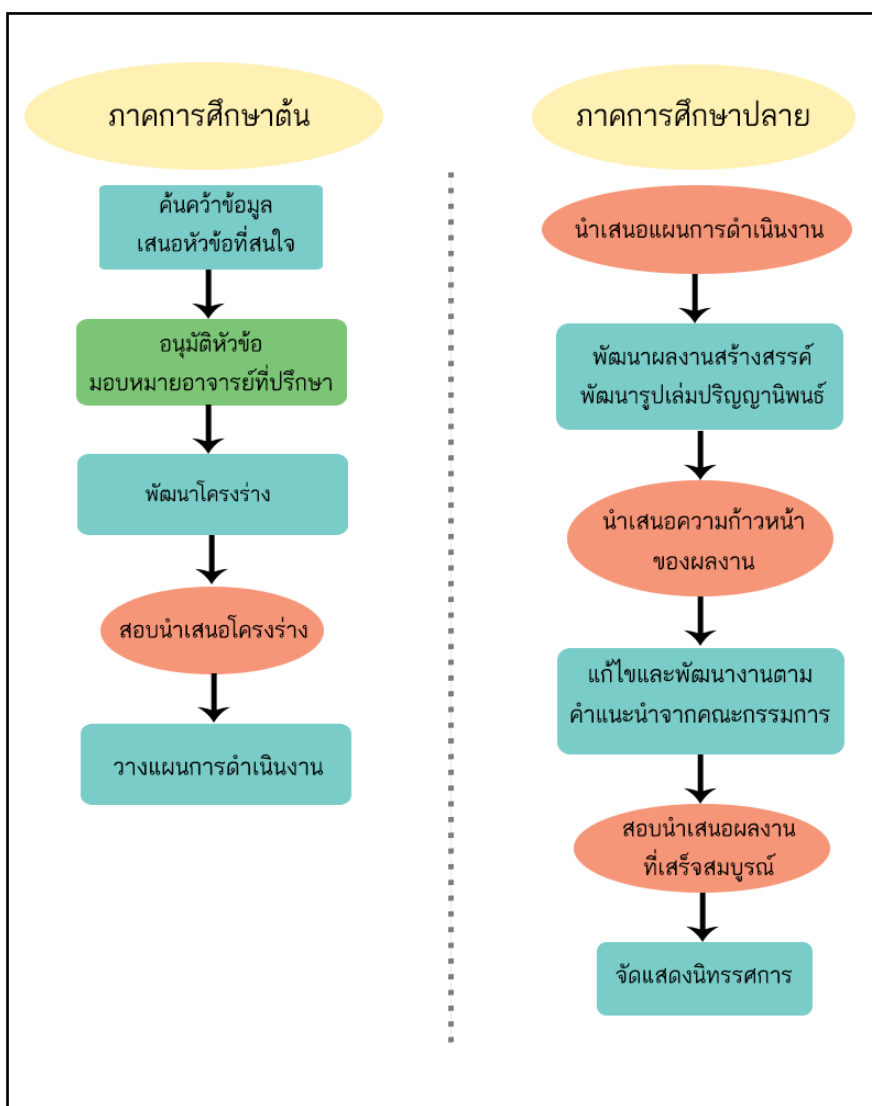 ภาคการศึกษาต้น
ค้นคว้าข้อมูล
เสนอหัวข้อที่สนใจ
อนุมัติหัวข้อ
มอบหมายอาจารย์ที่ปรึกษา
พัฒนาโครงร่าง
สอบนำเสนอโครงร่าง
วางแผนการดำเนินงาน
ภาคการศึกษาปลาย
นำเสนอแผนการดำเนินงาน
พัฒนาผลงานสร้างสรรค์
พัฒนารูปเล่มปริญญานิพนธ์
นำเสนอความก้าวหน้า
ของผลงาน
แก้ไขและพัฒนางานตาม
คำแนะนำจากคณะกรรมการ
สอบนำเสนอผลงาน
ที่เสร็จสมบูรณ์
จัดแสดงนิทรรศการ